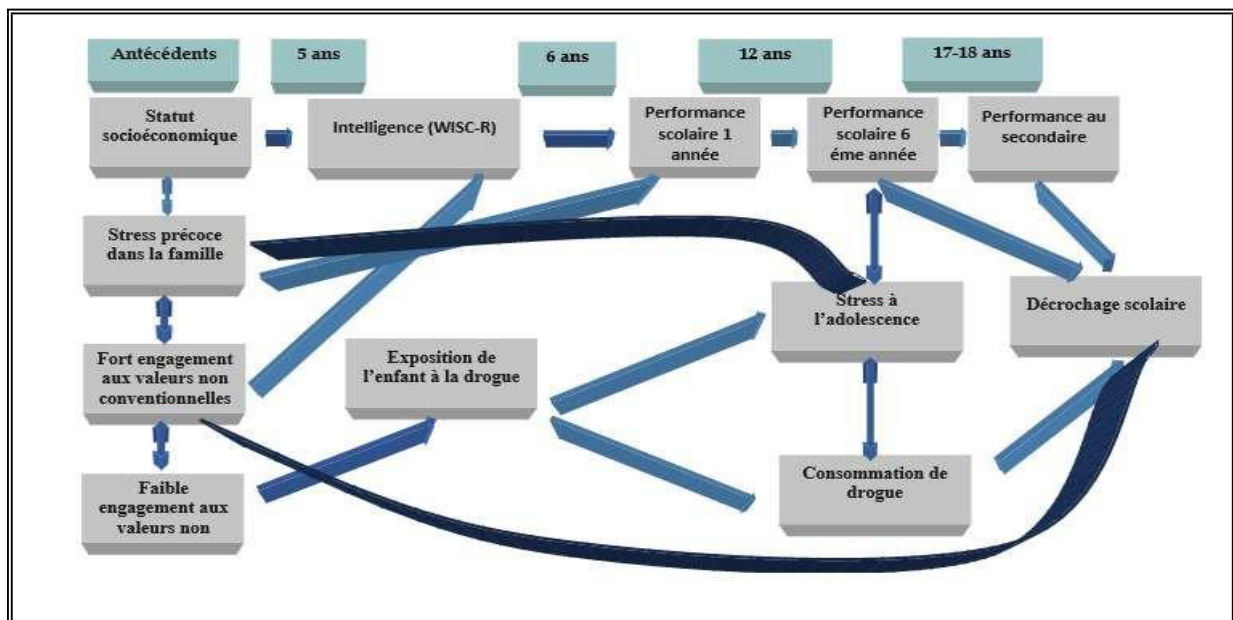 Antécédents
5 ans
6 ans
12 ans
17-18 ans
Statut
socioéconomique
Intelligence (WISC-R)
Performance
scolaire 1
année
Performance
scolaire 6
éme année
Performance au
secondaire
Stress précoce
dans la famille
Stress à
l’adolescence
Décrochage scolaire
Fort engagement
aux valeurs non
conventionnelles
Exposition de
l’enfant à la drogue
Faible
engagement aux
valeurs non
Consommation de
drogue